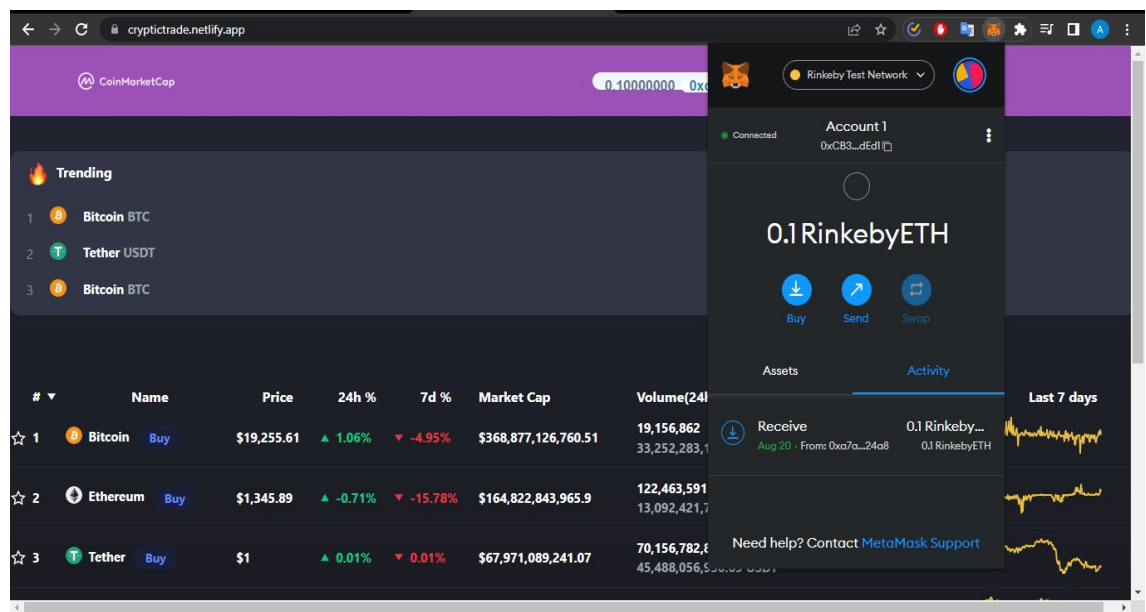 cryptictrade.netlify.app
A
CoinMarketCap
0.10000000
Rinkeby Test Network
Connected
Account 1
0xCB3...dEd1
Trending
1 Bitcoin BTC
2 Tether USDT
3 Bitcoin BTC
0.1 RinkebyETH
Buy Send Swap
Assets Activity
Receive 0.1 Rinkeby...
Aug 20 - From: 0xa7a...24a8 0.1 RinkebyETH
Need help? Contact MetaMask Support
# Name Price 24h % 7d % Market Cap Last 7 days
1 Bitcoin Buy $19,255.61 1.06% -4.95% $368,877,126,760.51 19,156,862
2 Ethereum Buy $1,345.89 -0.71% -15.78% $164,822,843,965.9 122,463,591
3 Tether Buy $1 0.01% 0.01% $67,971,089,241.07